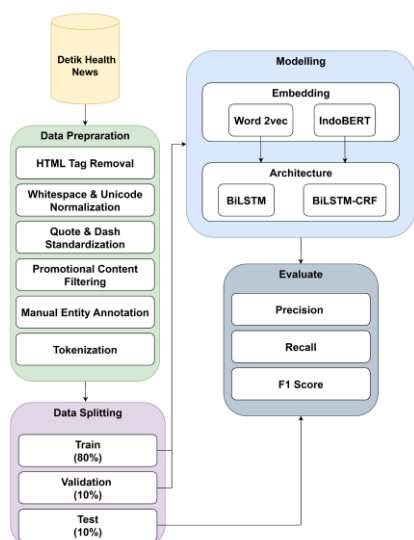 Detik Health
News
Data Prepraration
HTML Tag Removal
Whitespace & Unicode
Normalization
Quote & Dash
Standardization
Promotional Content
Filtering
Manual Entity Annotation
Tokenization
Data Splitting
Train
(80%)
Validation
(10%)
Test
(10%)
Modelling
Embedding
Word 2vec
IndoBERT
Architecture
BiLSTM
BiLSTM-CRF
Evaluate
Precision
Recall
F1 Score